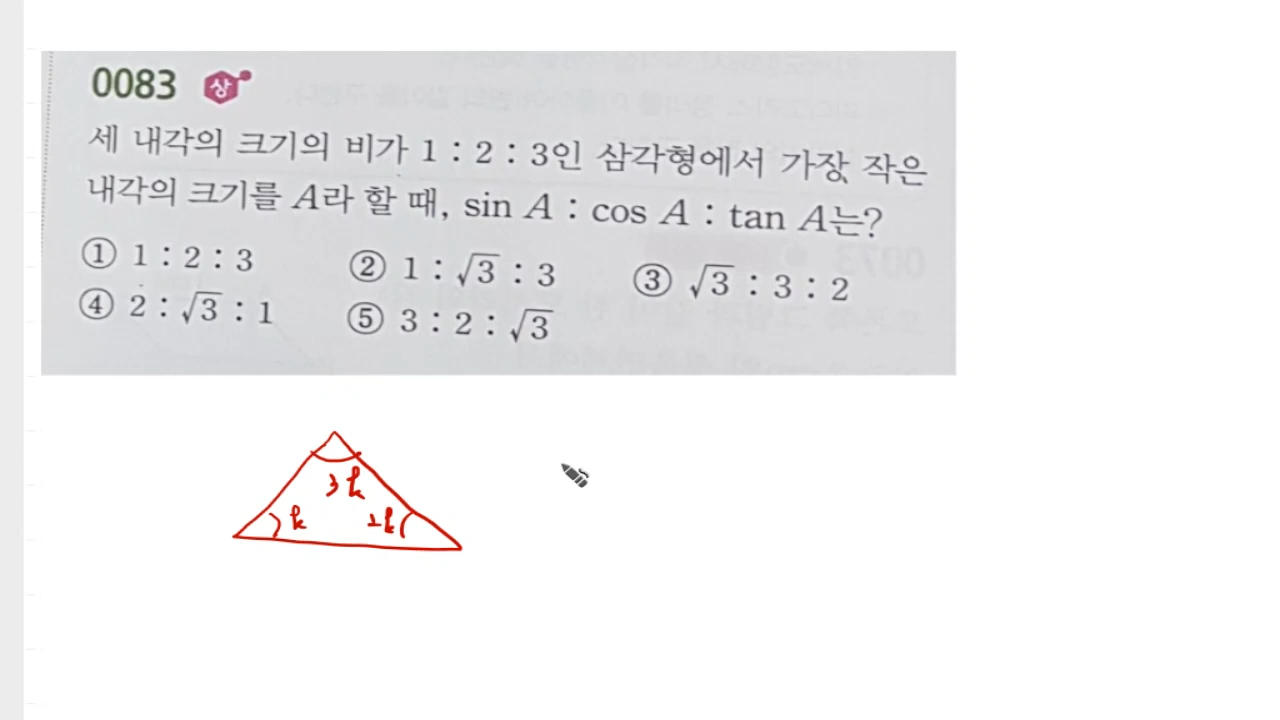 0083 상
세 내각의 크기의 비가 1 : 2 : 3인 삼각형에서 가장 작은
내각의 크기를 A라 할 때, sin A : cos A : tan A는?
① 1 : 2 : 3 ② 1 : √3 : 3 ③ √3 : 3 : 2
④ 2 : √3 : 1 ⑤ 3 : 2 : √3
3k
k 2k